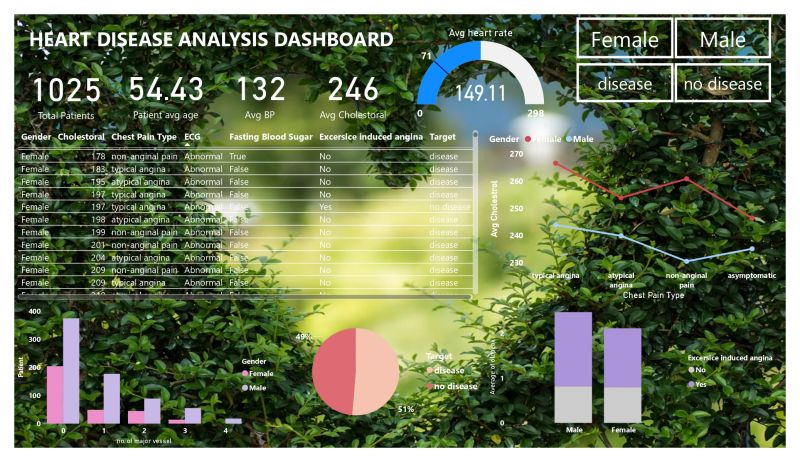 HEART DISEASE ANALYSIS DASHBOARD
1025
Total Patients
54.43
Patient avg age
132
Avg BP
246
Avg Cholestoral
Avg heart rate
71
149.11
0
298
Female
Male
disease
no disease
Gender Cholestoral Chest Pain Type ECG Fasting Blood Sugar Excersice induced angina Target
Female 178 non-anginal pain Abnormal True No disease
Female 183 typical angina Abnormal False No disease
Female 195 atypical angina Abnormal False No disease
Female 197 typical angina Abnormal False No disease
Female 197 typical angina Abnormal False Yes no disease
Female 198 atypical angina Abnormal False No disease
Female 199 non-anginal pain Abnormal False No disease
Female 201 non-anginal pain Abnormal False No disease
Female 204 atypical angina Abnormal False No disease
Female 209 non-anginal pain Abnormal False No disease
Female 209 typical angina Abnormal False No disease
Gender Female Male
270
260
250
240
230
Avg Cholestrol
typical angina
atypical angina
non-anginal pain
asymptomatic
Chest Pain Type
400
300
200
100
0
Patient
0 1 2 3 4
no.of major vessel
Gender
Female
Male
49%
51%
Target
disease
no disease
Average of
1
0
Male
Female
Excersice induced angina
No
Yes